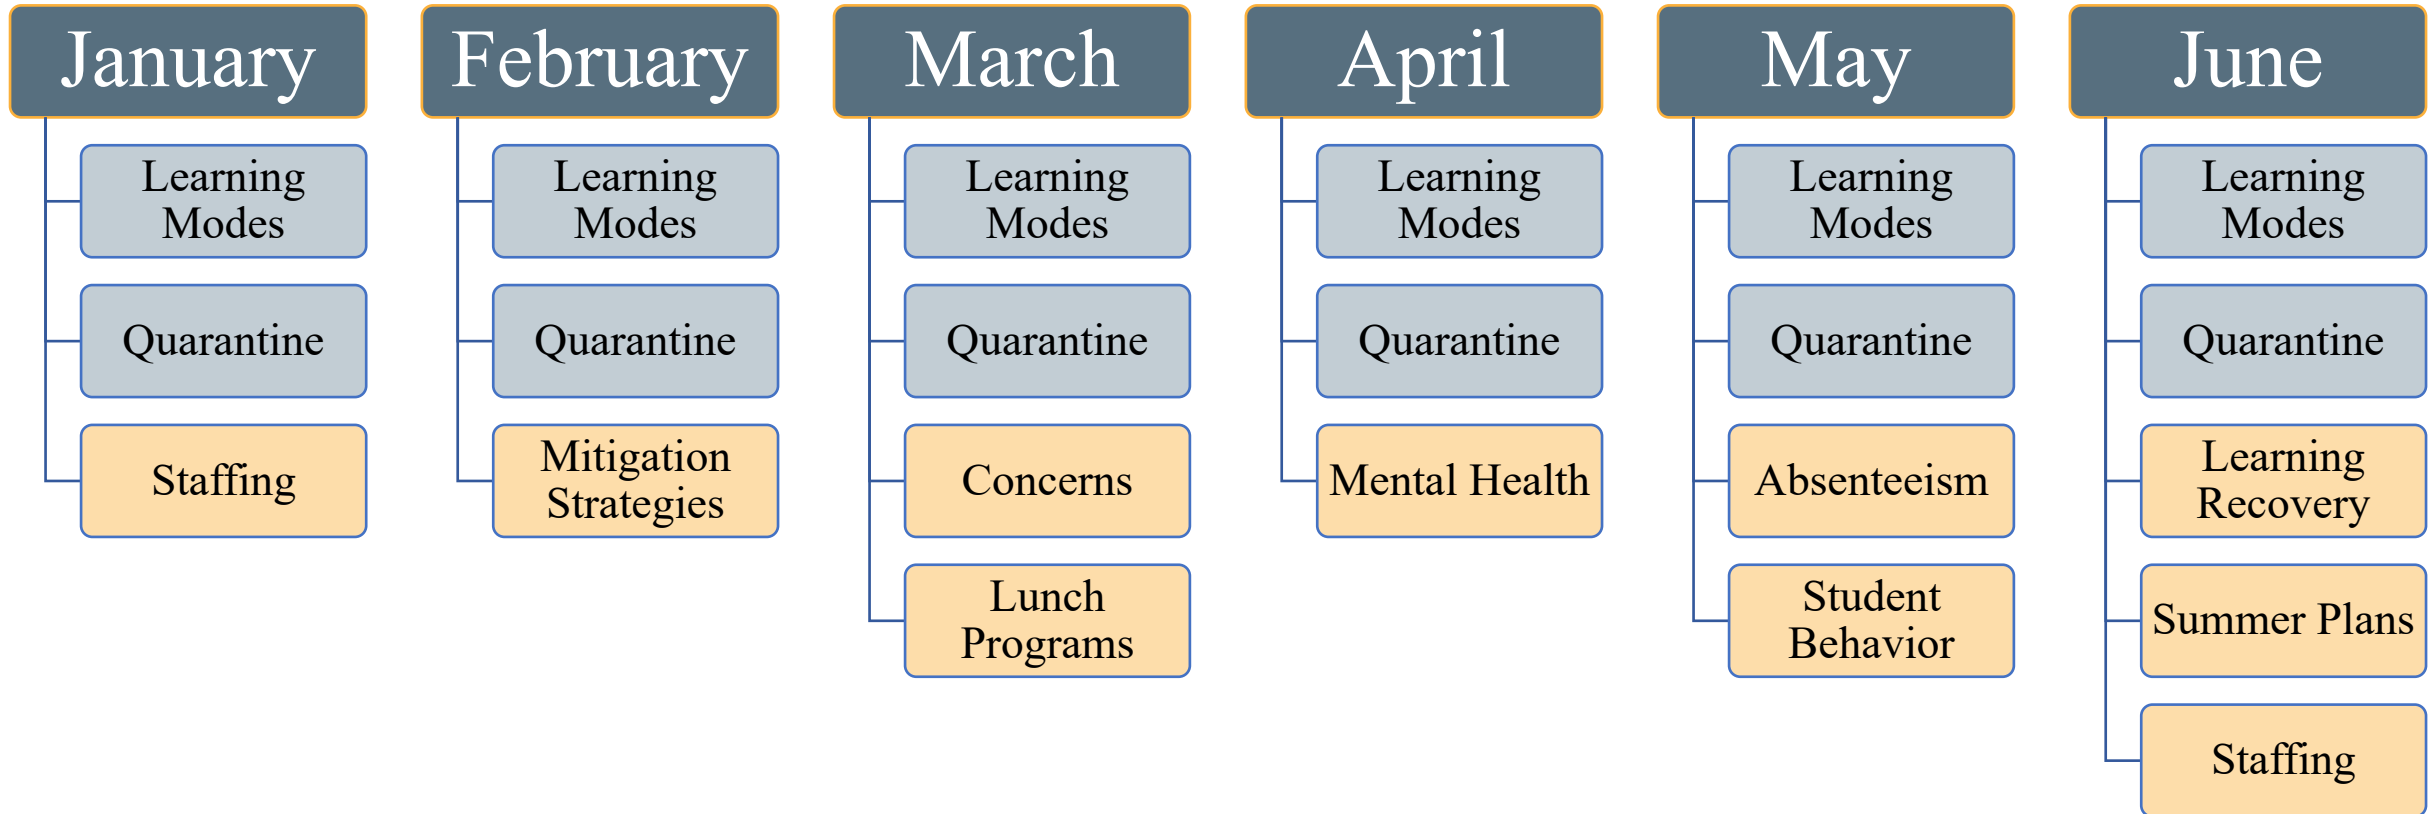 January
Learning
Modes
Quarantine
Staffing
February
Learning
Modes
Quarantine
Mitigation
Strategies
March
Learning
Modes
Quarantine
Concerns
Lunch
Programs
April
Learning
Modes
Quarantine
Mental Health
May
Learning
Modes
Quarantine
Absenteeism
Student
Behavior
June
Learning
Modes
Quarantine
Learning
Recovery
Summer Plans
Staffing